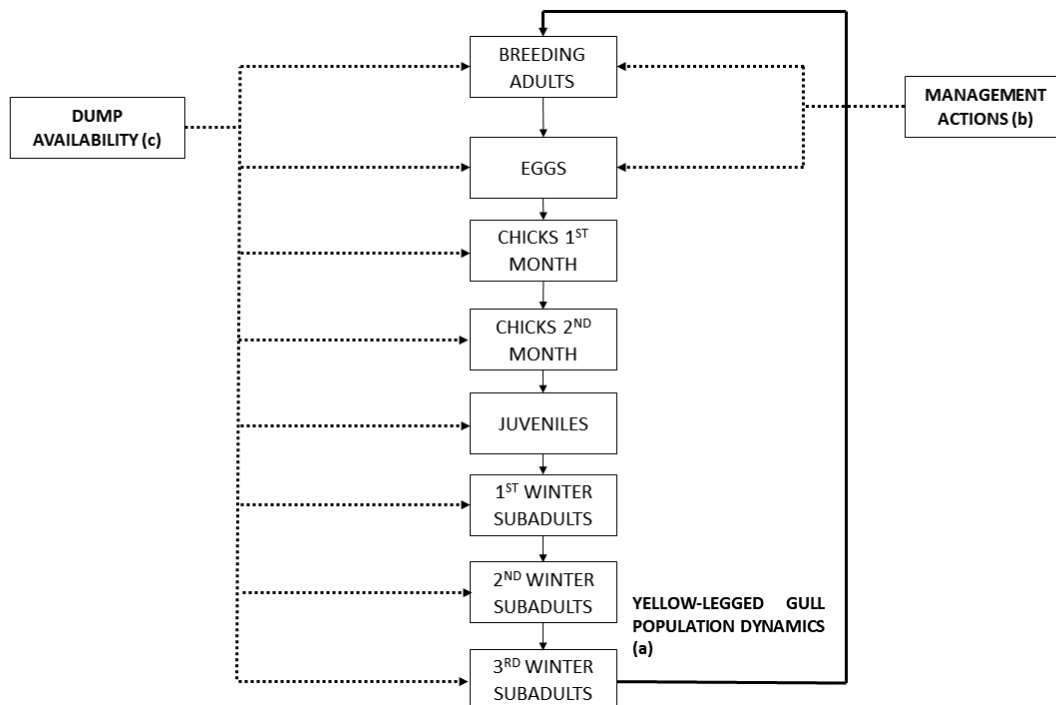 BREEDING
ADULTS
DUMP
AVAILABILITY (c)
MANAGEMENT
ACTIONS (b)
EGGS
CHICKS 1ST
MONTH
CHICKS 2ND
MONTH
JUVENILES
1ST WINTER
SUBADULTS
2ND WINTER
SUBADULTS
YELLOW-LEGGED GULL
POPULATION DYNAMICS
(a)
3RD WINTER
SUBADULTS